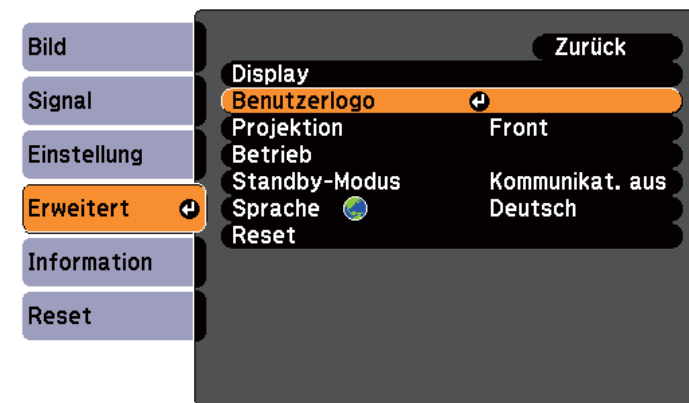 Bild
Signal
Einstellung
Erweitert
Information
Reset
Zurück
Display
Benutzerlogo
Projektion Front
Betrieb
Standby-Modus Kommunikat. aus
Sprache Deutsch
Reset